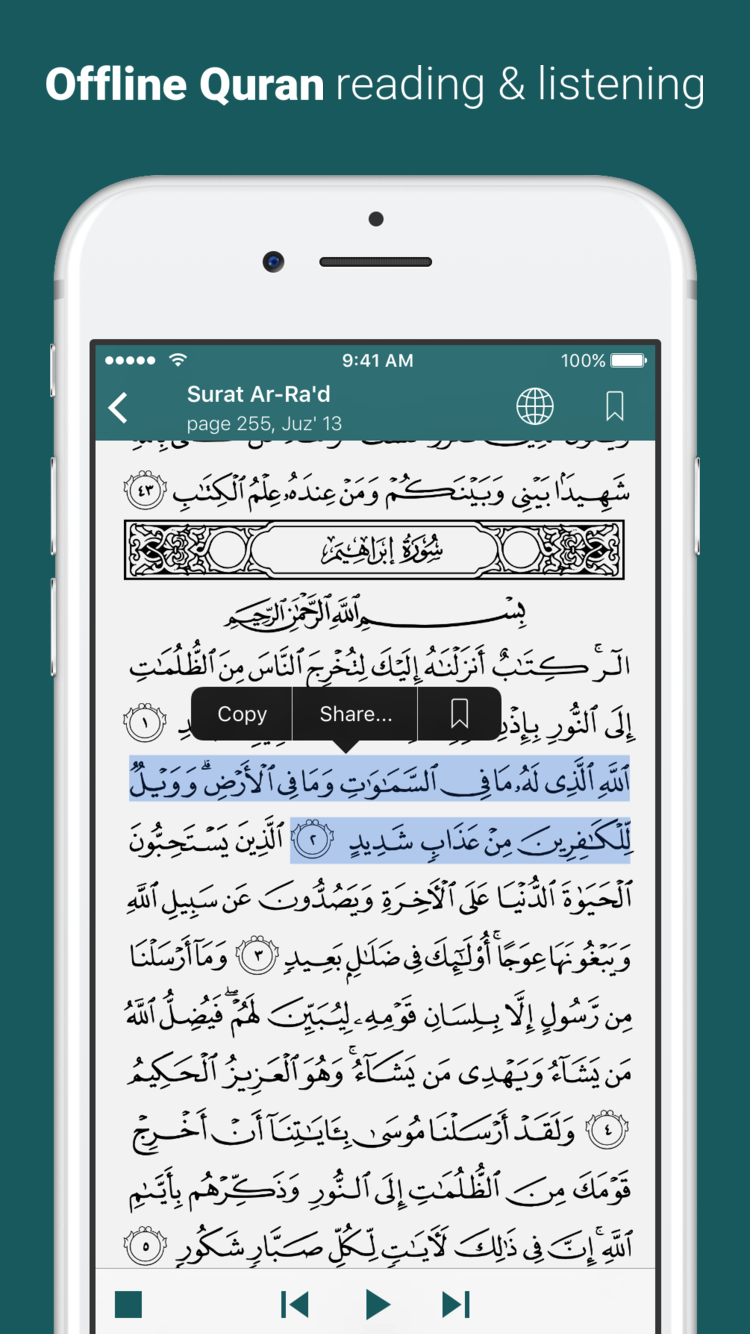 Offline Quran reading & listening
9:41 AM
100%
Surat Ar-Ra'd
page 255, Juz' 13
شَهِيدًۢا بَيْنِى وَبَيْنَكُمْ وَمَنْ عِندَهُۥ عِلْمُ ٱلْكِتَٰبِ ٤٣
سُورَةُ إِبْرَاهِيمَ
بِسْمِ ٱللَّهِ ٱلرَّحْمَٰنِ ٱلرَّحِيمِ
الٓر ۚ كِتَٰبٌ أَنزَلْنَٰهُ إِلَيْكَ لِتُخْرِجَ ٱلنَّاسَ مِنَ ٱلظُّلُمَٰتِ
Copy
Share...
إِلَى ٱلنُّورِ بِإِذْنِ ١
ٱللَّهِ ٱلَّذِى لَهُۥ مَا فِى ٱلسَّمَٰوَٰتِ وَمَا فِى ٱلْأَرْضِ ۗ وَوَيْلٌ
لِّلْكَٰفِرِينَ مِنْ عَذَابٍ شَدِيدٍ ٢ ٱلَّذِينَ يَسْتَحِبُّونَ
ٱلْحَيَوٰةَ ٱلدُّنْيَا عَلَى ٱلْءَاخِرَةِ وَيَصُدُّونَ عَن سَبِيلِ ٱللَّهِ
وَيَبْغُونَهَا عِوَجًا ۚ أُو۟لَٰٓئِكَ فِى ضَلَٰلٍۭ بَعِيدٍ ٣ وَمَآ أَرْسَلْنَا
مِن رَّسُولٍ إِلَّا بِلِسَانِ قَوْمِهِۦ لِيُبَيِّنَ لَهُمْ ۖ فَيُضِلُّ ٱللَّهُ
مَن يَشَآءُ وَيَهْدِى مَن يَشَآءُ ۚ وَهُوَ ٱلْعَزِيزُ ٱلْحَكِيمُ
٤ وَلَقَدْ أَرْسَلْنَا مُوسَىٰ بِـَٔايَٰتِنَآ أَنْ أَخْرِجْ
قَوْمَكَ مِنَ ٱلظُّلُمَٰتِ إِلَى ٱلنُّورِ وَذَكِّرْهُم بِأَيَّىٰمِ
ٱللَّهِ ۚ إِنَّ فِى ذَٰلِكَ لَءَايَٰتٍ لِّكُلِّ صَبَّارٍ شَكُورٍ ٥